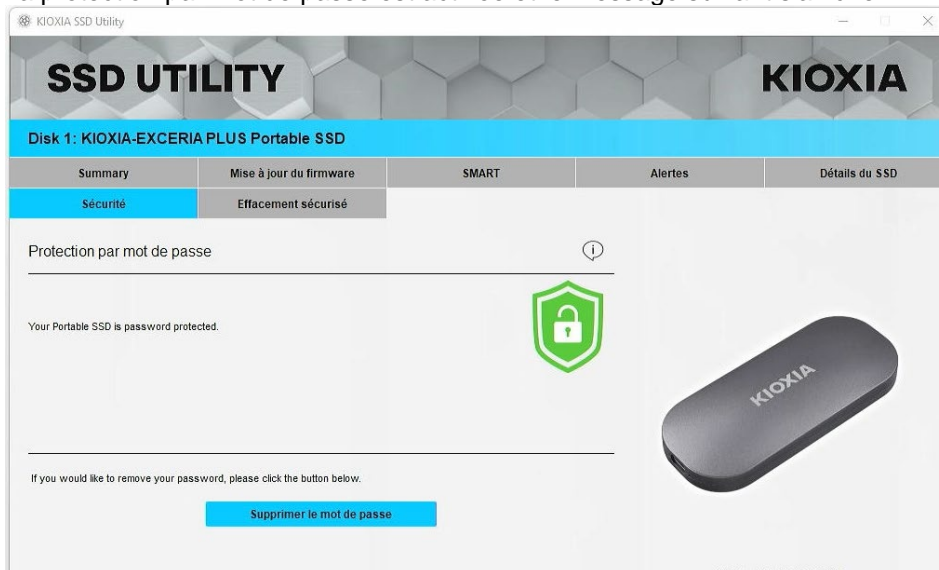 KIOXIA SSD Utility
SSD UTILITY
KIOXIA
Disk 1: KIOXIA-EXCERIA PLUS Portable SSD
Summary
Mise à jour du firmware
SMART
Alertes
Détails du SSD
Sécurité
Effacement sécurisé
Protection par mot de passe
Your Portable SSD is password protected.
KIOXIA
If you would like to remove your password, please click the button below.
Supprimer le mot de passe